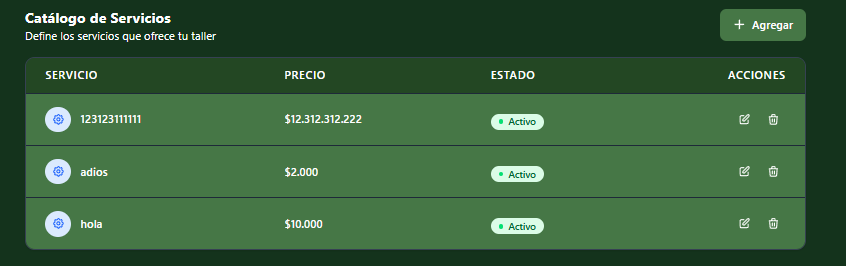 Catálogo de Servicios
Define los servicios que ofrece tu taller
Agregar
SERVICIO PRECIO ESTADO ACCIONES
123123111111 $12.312.312.222 Activo
adios $2.000 Activo
hola $10.000 Activo